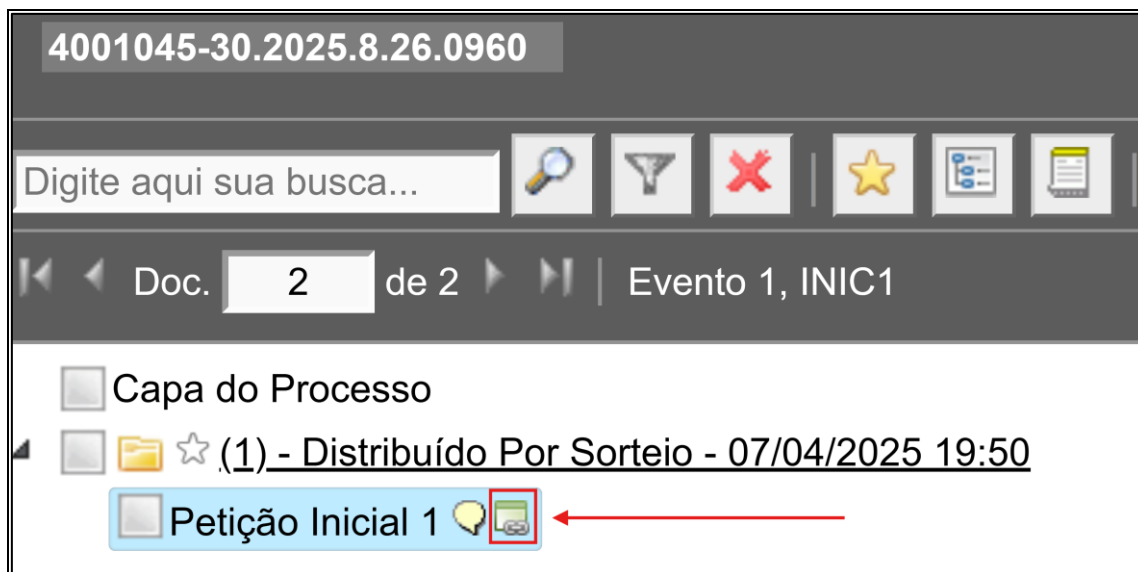 4001045-30.2025.8.26.0960
Digite aqui sua busca...
Doc. 2 de 2 Evento 1, INIC1
Capa do Processo
(1) - Distribuído Por Sorteio - 07/04/2025 19:50
Petição Inicial 1